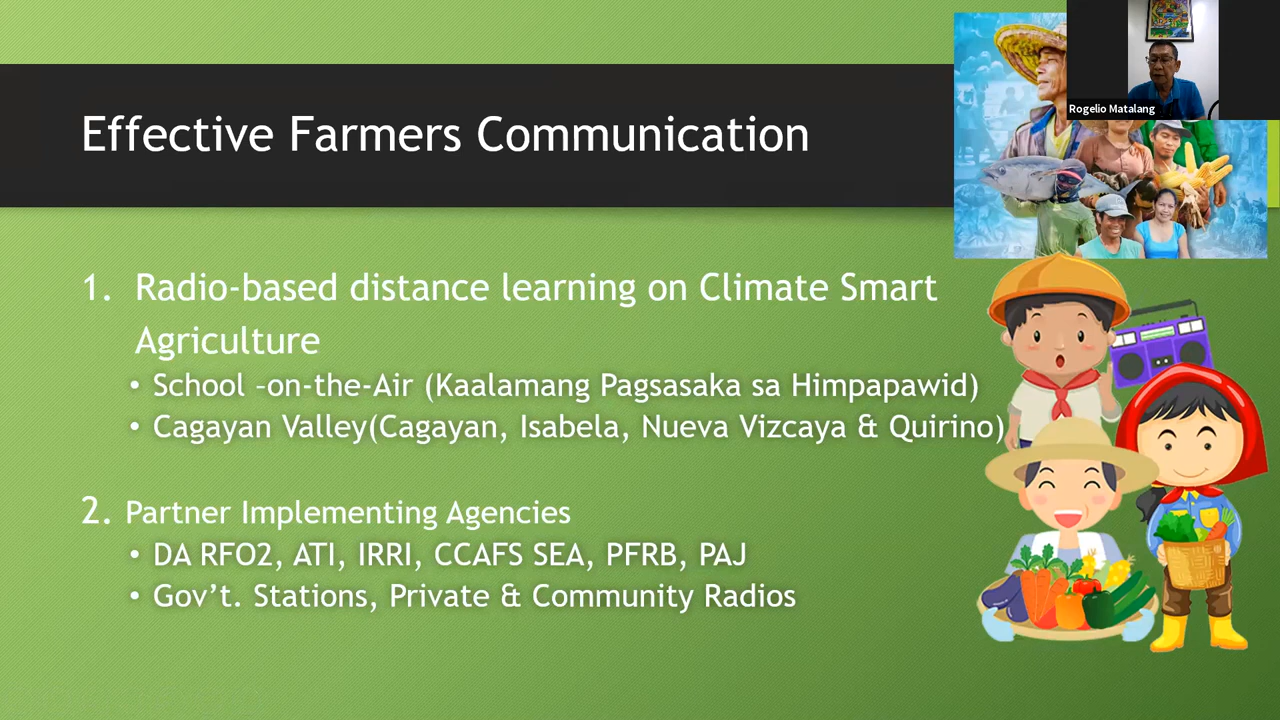 Effective Farmers Communication
Rogelio Matalang
1. Radio-based distance learning on Climate Smart
Agriculture
• School –on-the-Air (Kaalamang Pagsasaka sa Himpapawid)
• Cagayan Valley(Cagayan, Isabela, Nueva Vizcaya & Quirino)
2. Partner Implementing Agencies
• DA RFO2, ATI, IRRI, CCAFS SEA, PFRB, PAJ
• Gov’t. Stations, Private & Community Radios